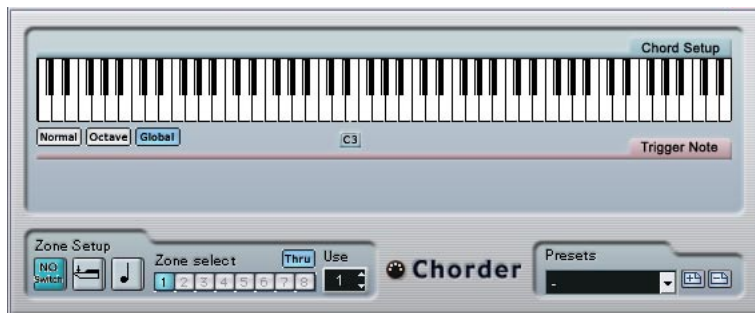 Chord Setup
Normal Octave Global
C3
Trigger Note
Zone Setup
NO Switch
Zone select Thru Use
1 2 3 4 5 6 7 8 1
Chorder
Presets
-